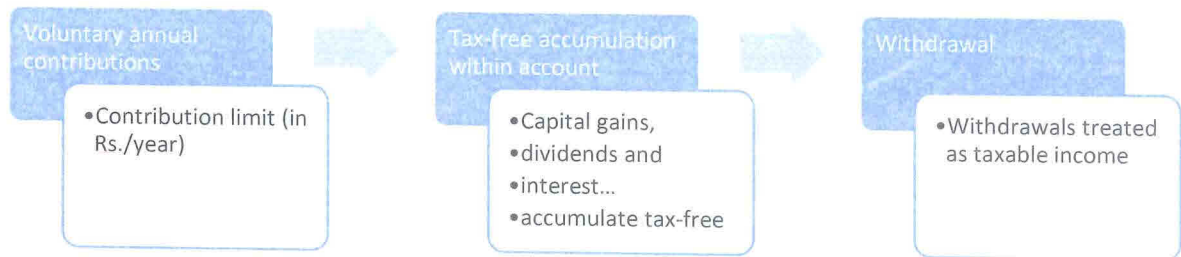 Voluntary annual
contributions
•Contribution limit (in
Rs./year)
Tax-free accumulation
within account
•Capital gains,
•dividends and
•interest...
•accumulate tax-free
Withdrawal
•Withdrawals treated
as taxable income